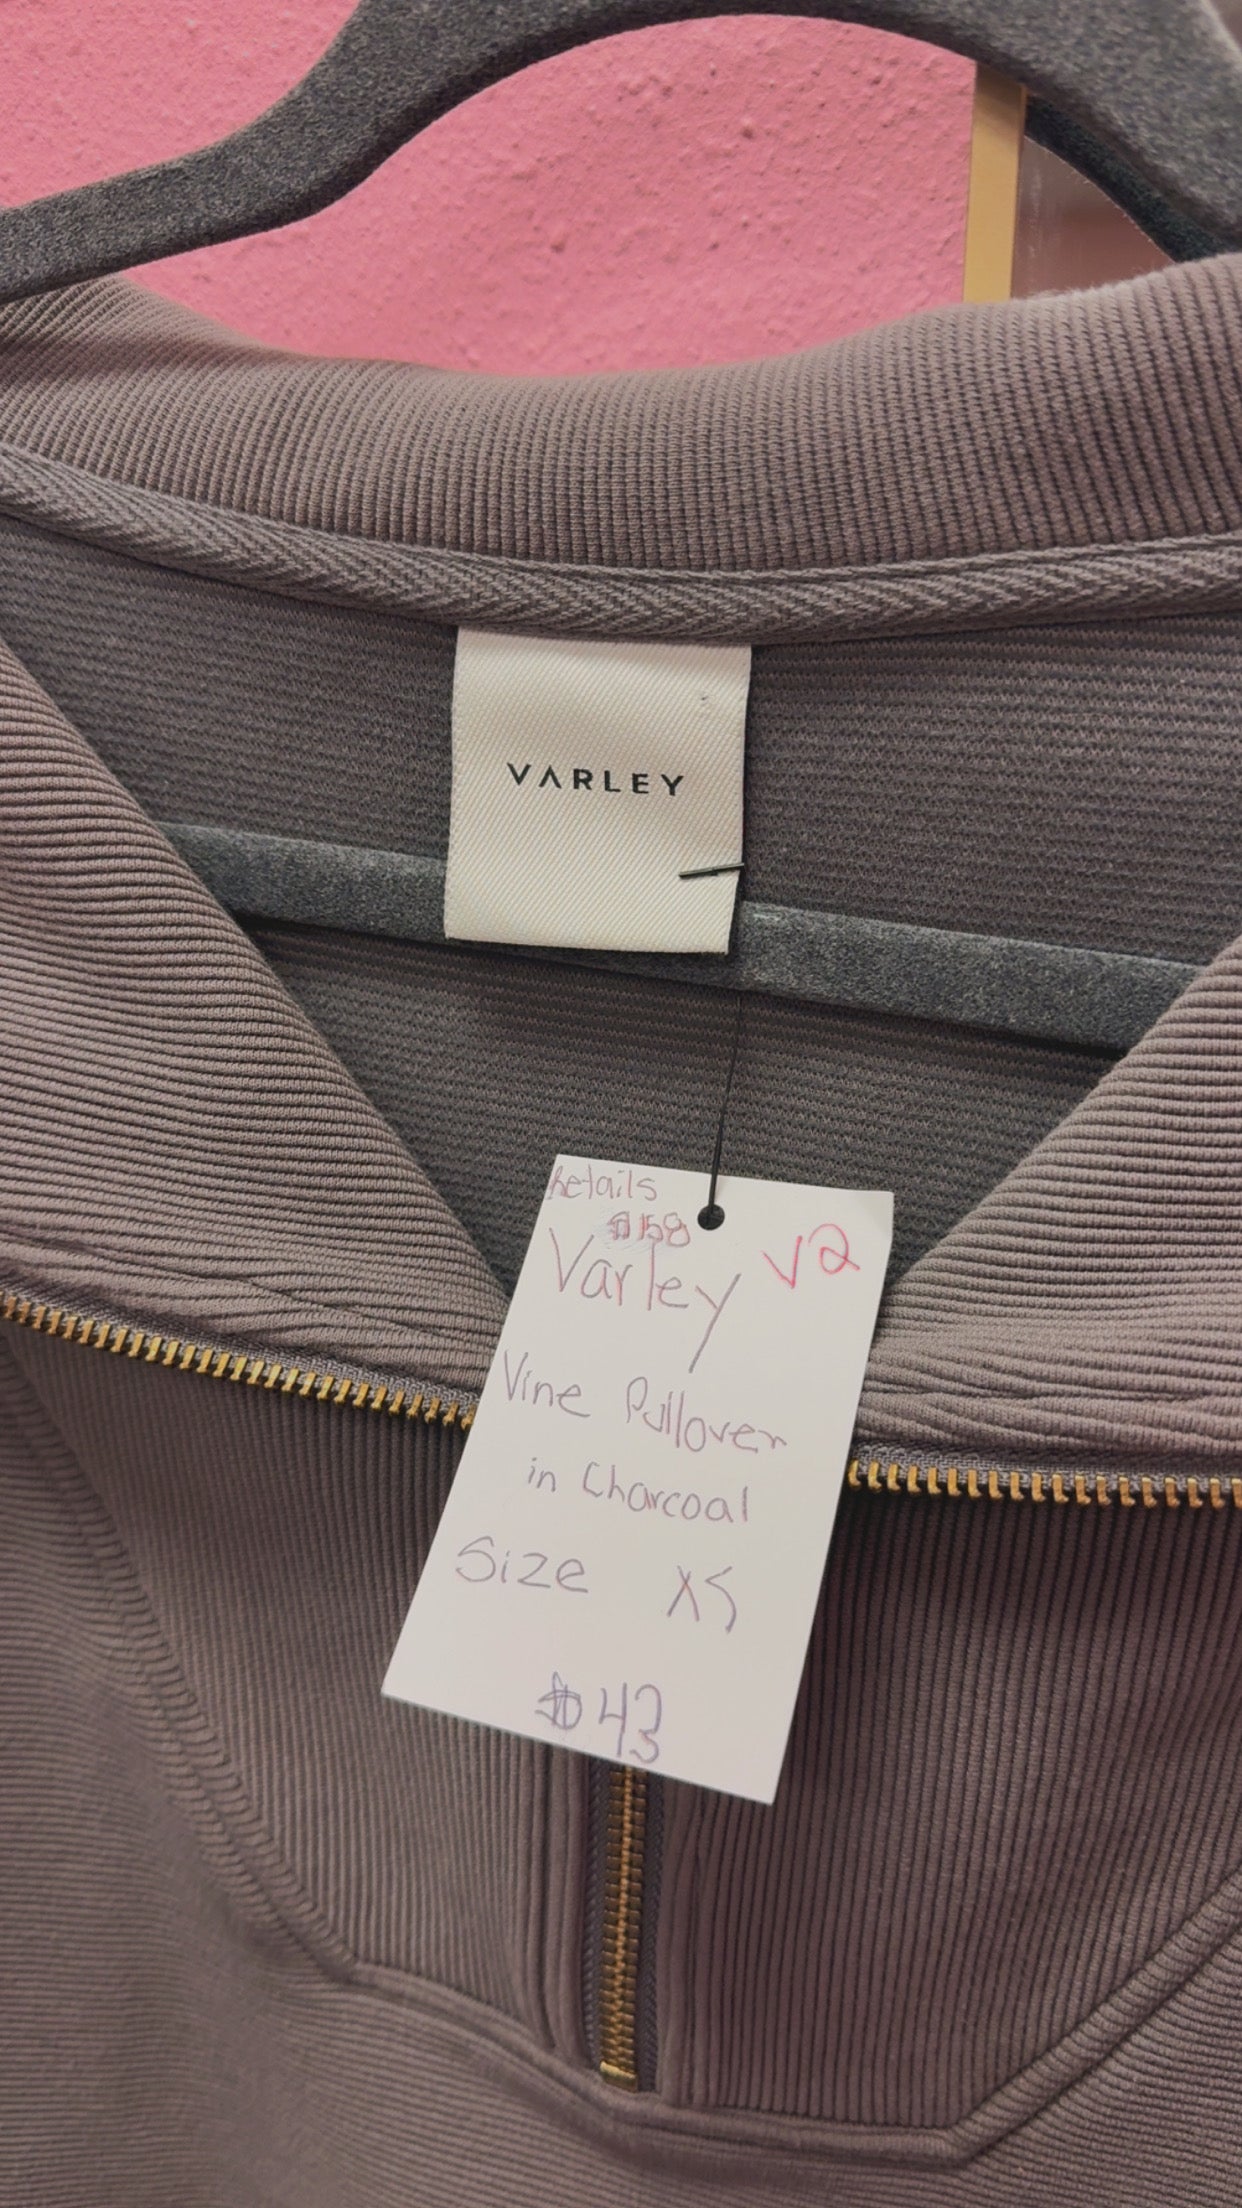 VARLEY
Retails
$158
Varley
V2
Vine Pullover
in Charcoal
Size XS
$43